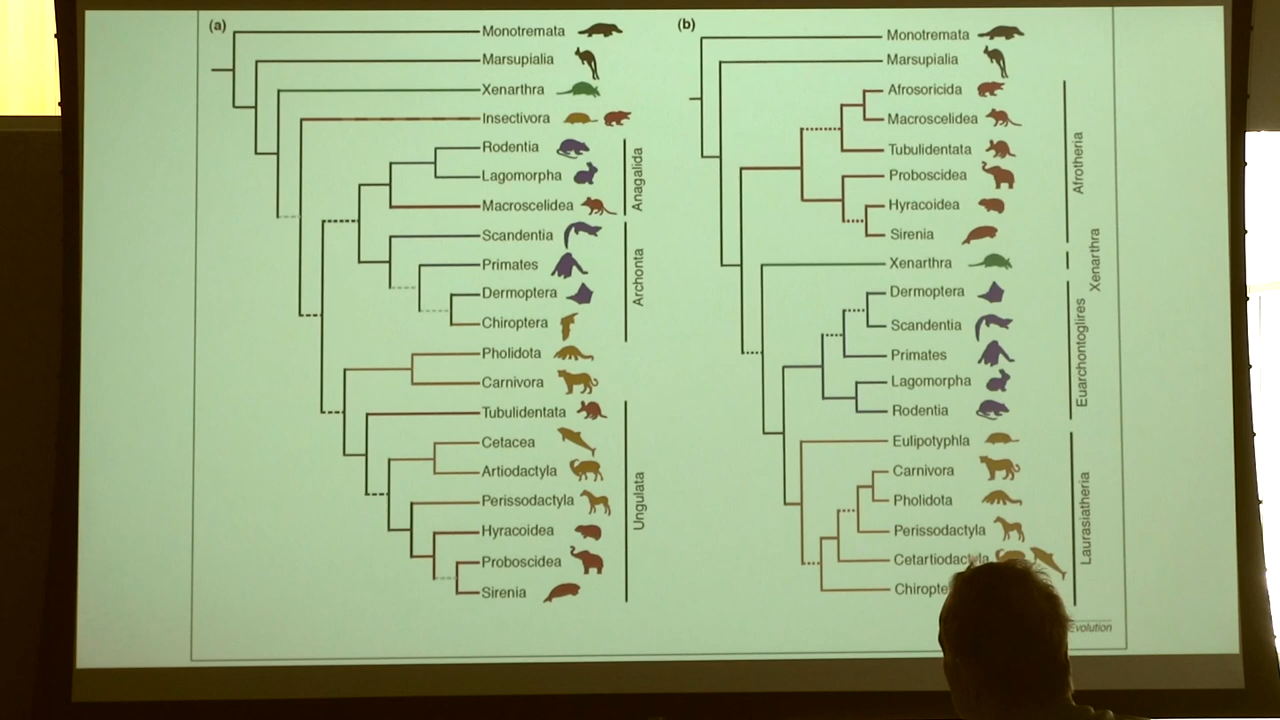 (a)
Monotremata
Marsupialia
Xenarthra
Insectivora
Rodentia
Lagomorpha
Macroscelidea
Anagalida
Scandentia
Primates
Dermoptera
Chiroptera
Archonta
Pholidota
Carnivora
Tubulidentata
Cetacea
Artiodactyla
Perissodactyla
Hyracoidea
Proboscidea
Sirenia
Ungulata
(b)
Monotremata
Marsupialia
Afrosoricida
Macroscelidea
Tubulidentata
Proboscidea
Hyracoidea
Sirenia
Afrotheria
Xenarthra
Xenarthra
Dermoptera
Scandentia
Primates
Lagomorpha
Rodentia
Euarchontoglires
Eulipotyphla
Carnivora
Pholidota
Perissodactyla
Cetartiodactyla
Chiropte
Laurasiatheria
Evolution